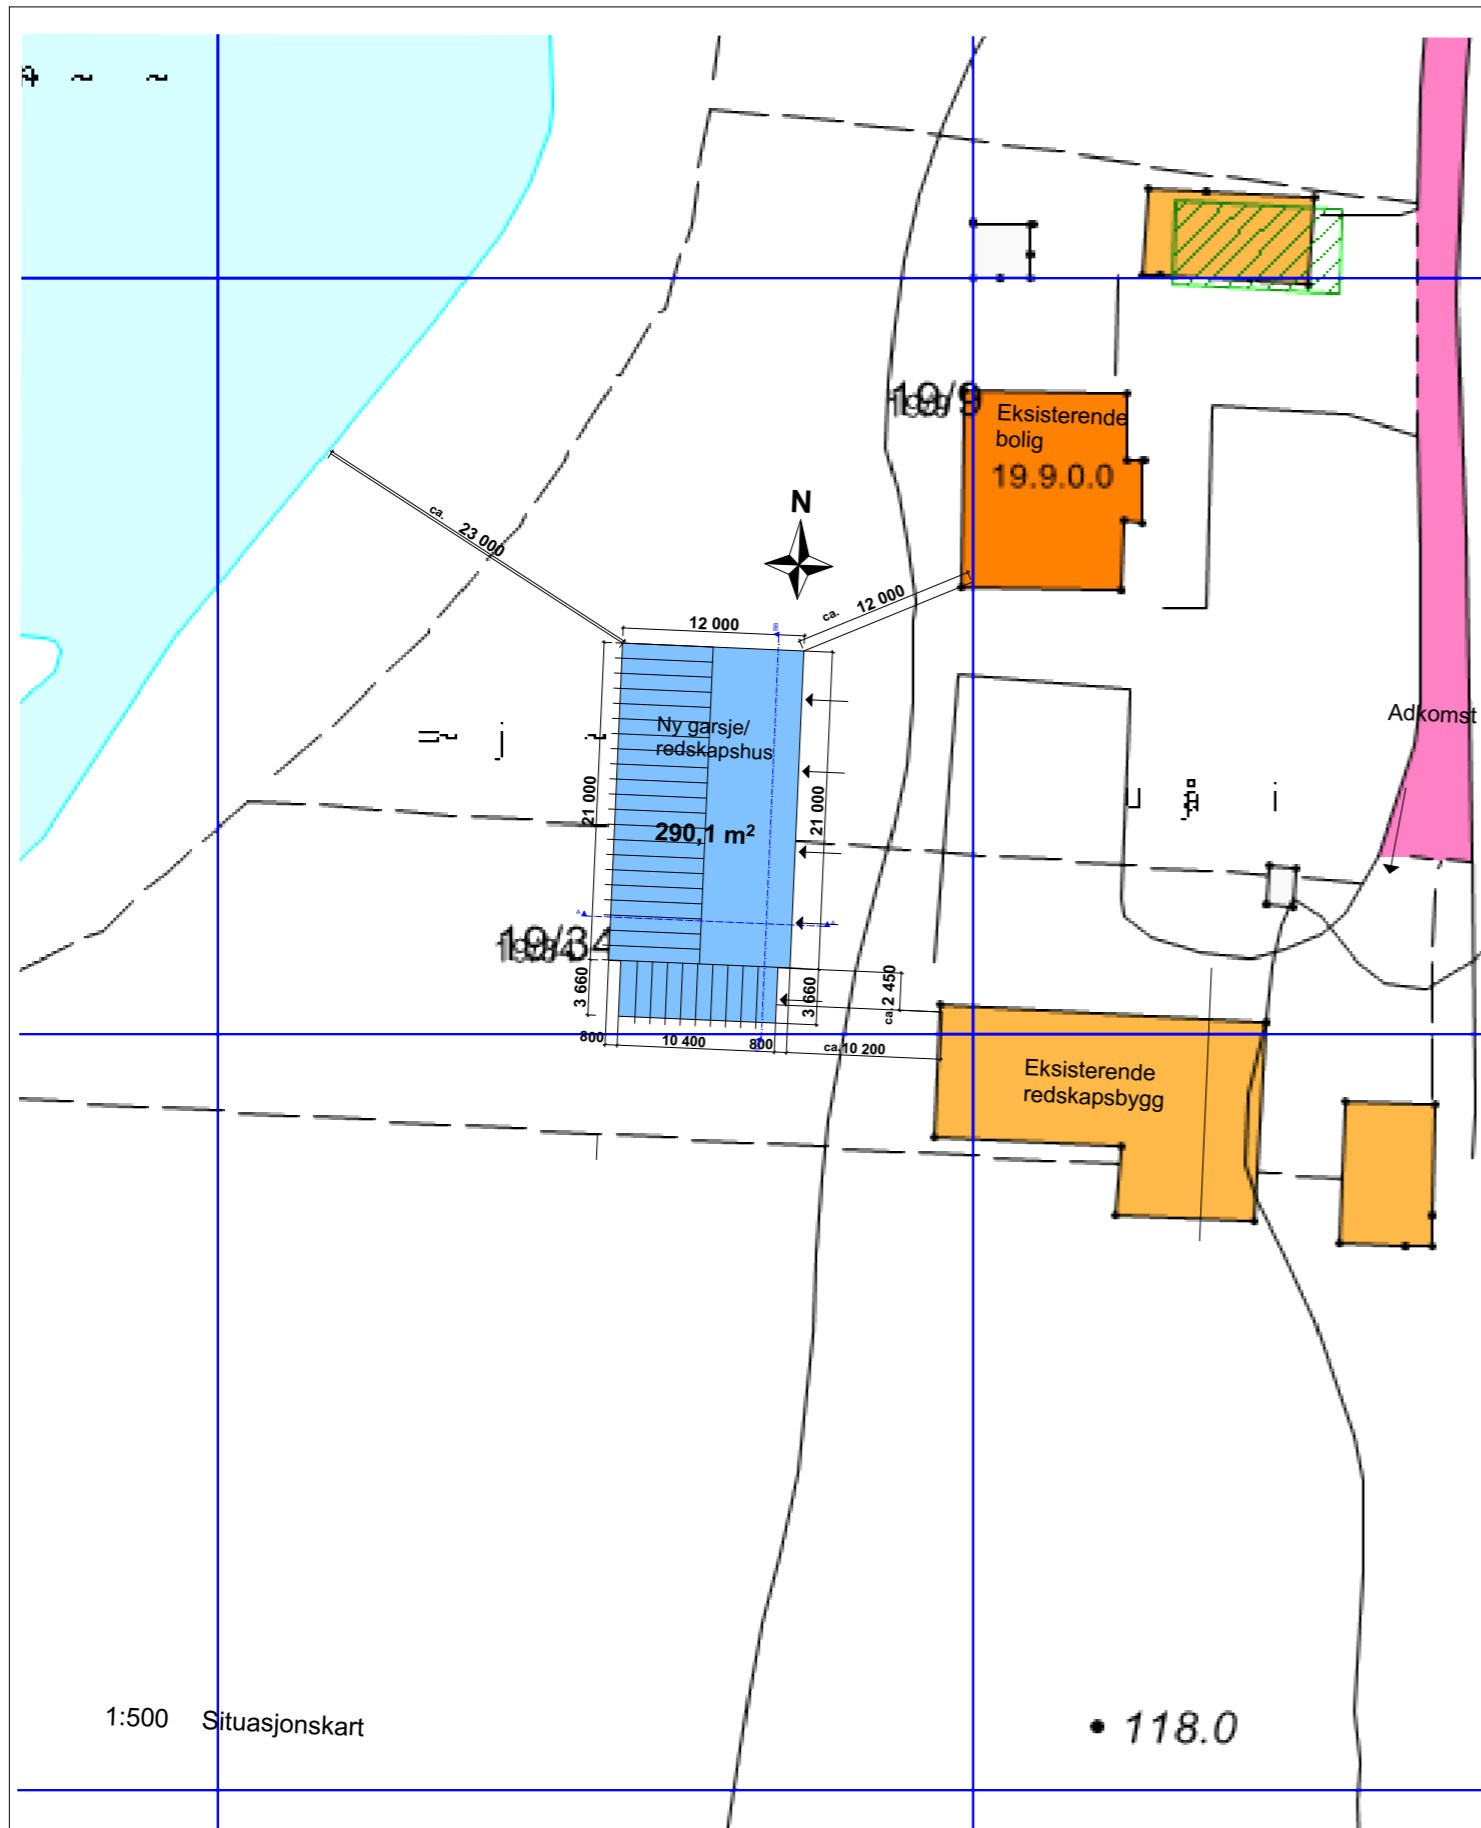 19/9
Eksisterende
bolig
19.9.0.0
N
ca. 23 000
ca. 12 000
12 000
Ny garsje/
redskapshus
21 000
21 000
290,1 m²
Adkomst
19/34
3 660
3 660
ca. 2 450
800
10 400
800
ca. 10 200
Eksisterende
redskapsbygg
1:500 Situasjonskart
118.0